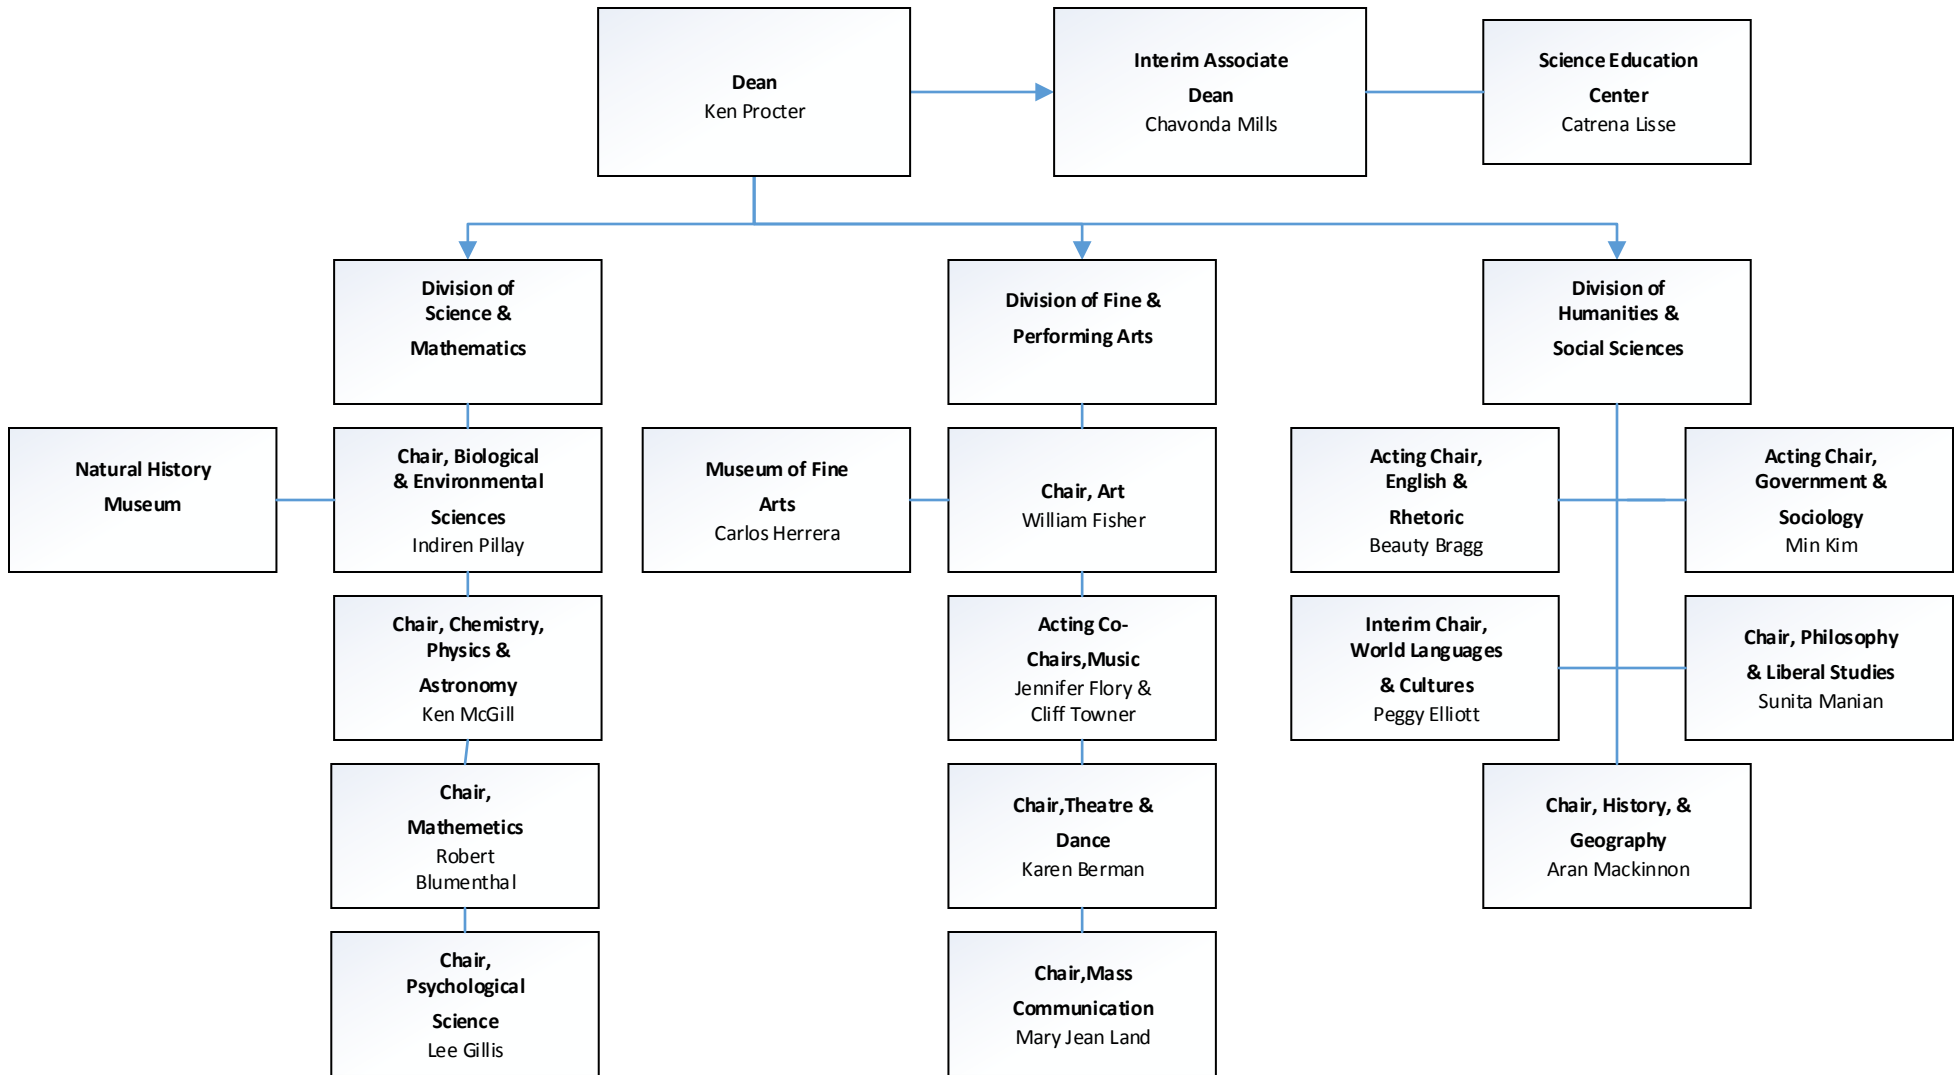 Dean
Ken Procter
Interim Associate
Dean
Chavonda Mills
Science Education
Center
Catrena Lisse
Division of
Science &
Mathematics
Division of Fine &
Performing Arts
Division of
Humanities &
Social Sciences
Natural History
Museum
Chair, Biological
& Environmental
Sciences
Indiren Pillay
Museum of Fine
Arts
Carlos Herrera
Chair, Art
William Fisher
Acting Chair,
English &
Rhetoric
Beauty Bragg
Acting Chair,
Government &
Sociology
Min Kim
Chair, Chemistry,
Physics &
Astronomy
Ken McGill
Acting Co-
Chairs,Music
Jennifer Flory &
Cliff Towner
Interim Chair,
World Languages
& Cultures
Peggy Elliott
Chair, Philosophy
& Liberal Studies
Sunita Manian
Chair,
Mathemetics
Robert
Blumenthal
Chair,Theatre &
Dance
Karen Berman
Chair, History, &
Geography
Aran Mackinnon
Chair,
Psychological
Science
Lee Gillis
Chair,Mass
Communication
Mary Jean Land